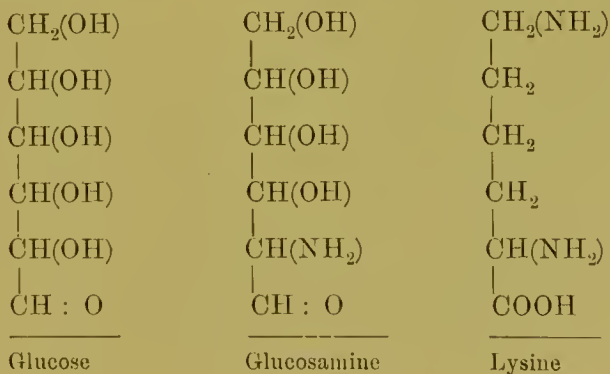 CH₂(OH) CH₂(OH) CH₂(NH₂)
CH(OH) CH(OH) CH₂
CH(OH) CH(OH) CH₂
CH(OH) CH(OH) CH₂
CH(OH) CH(NH₂) CH(NH₂)
CH : O CH : O COOH
Glucose Glucosamine Lysine